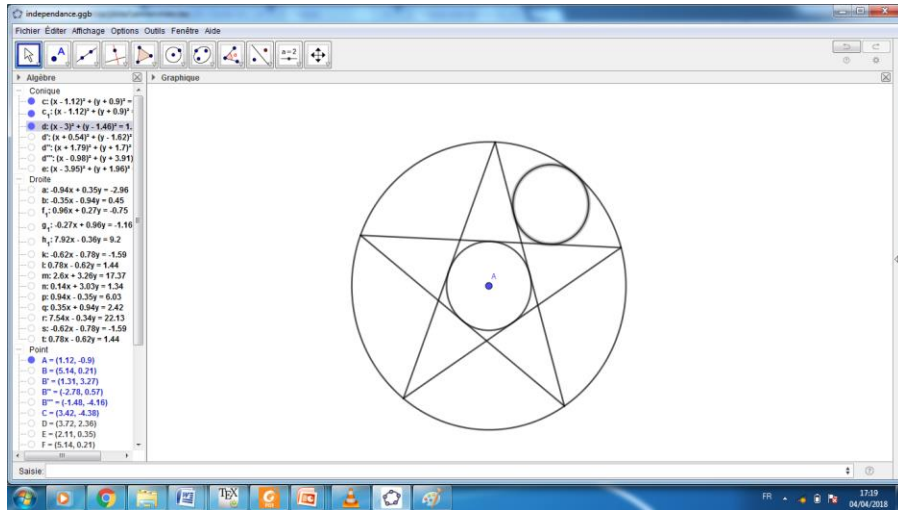 independance.ggb
Fichier Éditer Affichage Options Outils Fenêtre Aide
A
a=2
Algèbre
Graphique
Conique
c: (x - 1.12)² + (y + 0.9)² =
c₁: (x - 1.12)² + (y + 0.9)²
d: (x - 3)² + (y - 1.46)² = 1.
d': (x + 0.54)² + (y - 1.62)²
d'': (x + 1.79)² + (y + 1.7)²
d''': (x - 0.98)² + (y + 3.91)
e: (x - 3.95)² + (y + 1.96)²
Droite
a: -0.94x + 0.35y = -2.96
b: -0.35x - 0.94y = 0.45
f₁: 0.96x + 0.27y = -0.75
g₁: -0.27x + 0.96y = -1.16
h₁: 7.92x - 0.36y = 9.2
k: -0.62x - 0.78y = -1.59
l: 0.78x - 0.62y = 1.44
m: 2.6x + 3.26y = 17.37
n: 0.14x + 3.03y = 1.34
p: 0.94x - 0.35y = 6.03
q: 0.35x + 0.94y = 2.42
r: 7.54x - 0.34y = 22.13
s: -0.62x - 0.78y = -1.59
t: 0.78x - 0.62y = 1.44
Point
A = (1.12, -0.9)
B = (5.14, 0.21)
B' = (1.31, 3.27)
B'' = (-2.78, 0.57)
B''' = (-1.48, -4.16)
C = (3.42, -4.38)
D = (3.72, 2.36)
E = (2.11, 0.35)
F = (5.14, 0.21)
A
Saisie:
TEX
FR
17:19
04/04/2018